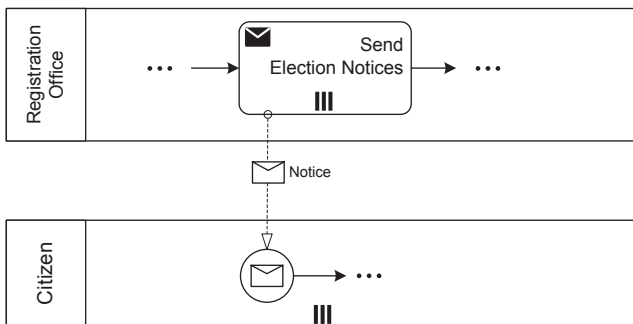 Registration
Office
Send
Election Notices
Notice
Citizen